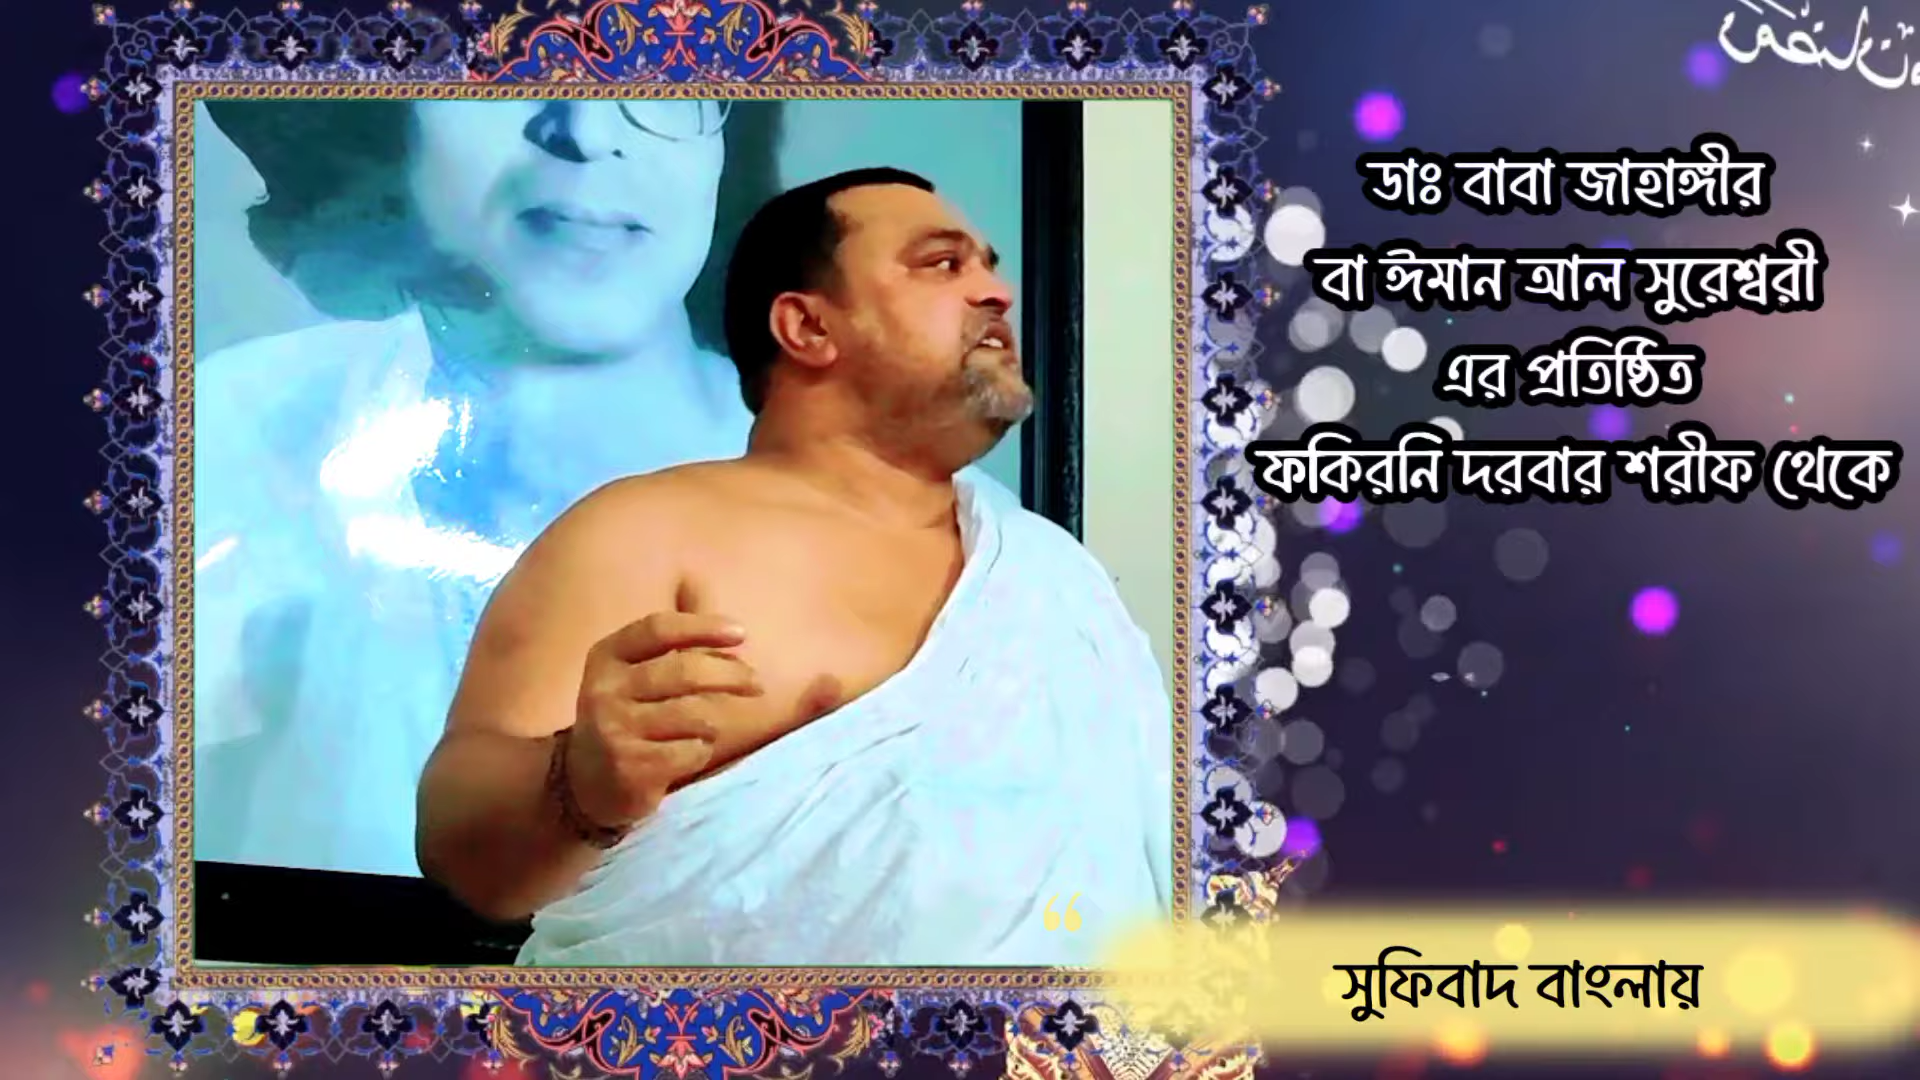 ডাঃ বাবা জাহাঙ্গীর
বা ঈমান আল সুরেশ্বরী
এর প্রতিষ্ঠিত
ফকিরনি দরবার শরীফ থেকে
“
সুফিবাদ বাংলায়